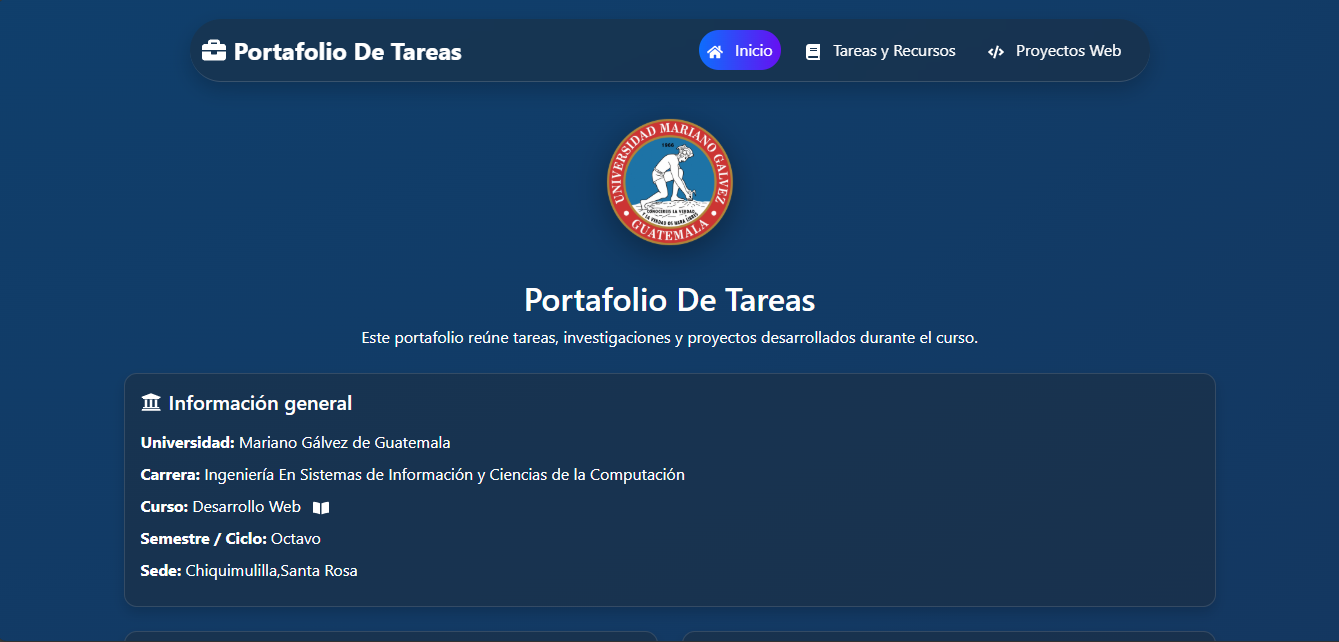 Portafolio De Tareas
Inicio
Tareas y Recursos
Proyectos Web
UNIVERSIDAD MARIANO GALVEZ
1966
CONOCEREIS LA VERDAD
Y LA VERDAD OS HARA LIBRES
GUATEMALA
Portafolio De Tareas
Este portafolio reúne tareas, investigaciones y proyectos desarrollados durante el curso.
Información general
Universidad: Mariano Gálvez de Guatemala
Carrera: Ingeniería En Sistemas de Información y Ciencias de la Computación
Curso: Desarrollo Web
Semestre / Ciclo: Octavo
Sede: Chiquimulilla,Santa Rosa